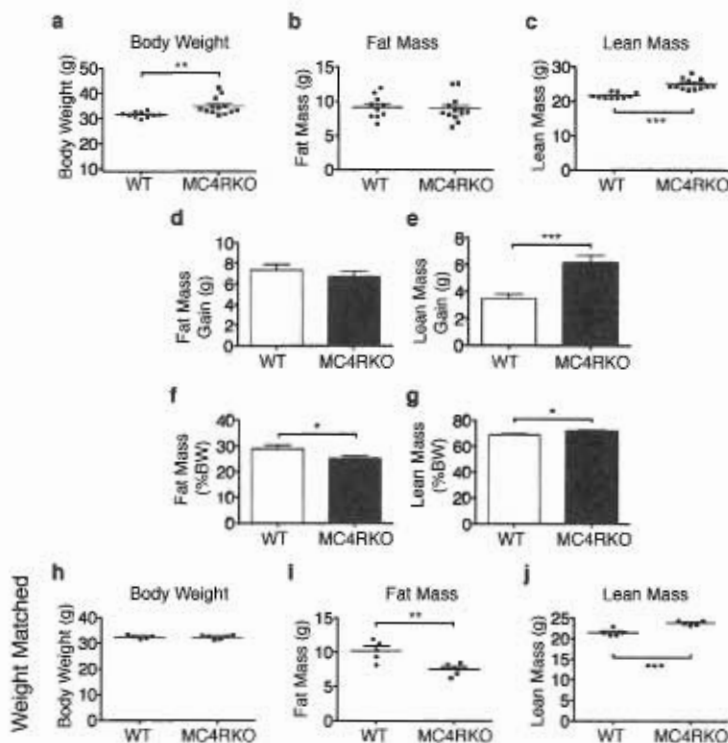 a
Body Weight
Body Weight (g)
50
40
30
20
10
**
WT MC4RKO
b
Fat Mass
Fat Mass (g)
15
10
5
0
WT MC4RKO
c
Lean Mass
Lean Mass (g)
30
20
10
0
***
WT MC4RKO
d
Fat Mass
Gain (g)
10
8
6
4
2
0
WT MC4RKO
e
Lean Mass
Gain (g)
8
6
4
2
0
***
WT MC4RKO
f
Fat Mass
(%BW)
40
30
20
10
0
*
WT MC4RKO
g
Lean Mass
(%BW)
80
60
40
20
0
*
WT MC4RKO
Weight Matched
h
Body Weight
Body Weight (g)
40
30
20
10
0
WT MC4RKO
i
Fat Mass
Fat Mass (g)
15
10
5
0
**
WT MC4RKO
j
Lean Mass
Lean Mass (g)
25
20
15
10
5
0
***
WT MC4RKO